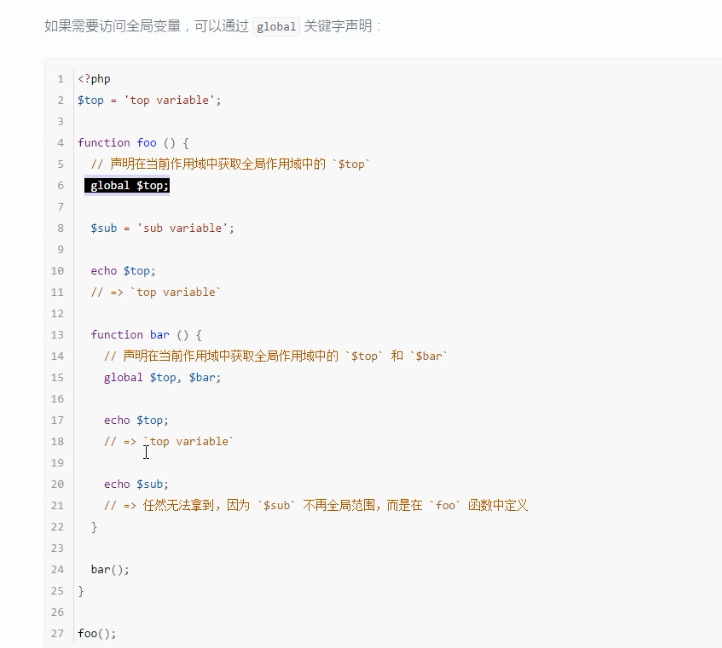 如果需要访问全局变量，可以通过 global 关键字声明：
1 <?php
2 $top = 'top variable';
3
4 function foo () {
5 // 声明在当前作用域中获取全局作用域中的 `$top`
6 global $top;
7
8 $sub = 'sub variable';
9
10 echo $top;
11 // => `top variable`
12
13 function bar () {
14 // 声明在当前作用域中获取全局作用域中的 `$top` 和 `$bar`
15 global $top, $bar;
16
17 echo $top;
18 // => `top variable`
19
20 echo $sub;
21 // => 任然无法拿到，因为 `$sub` 不再全局范围，而是在 `foo` 函数中定义
22 }
23
24 bar();
25 }
26
27 foo();